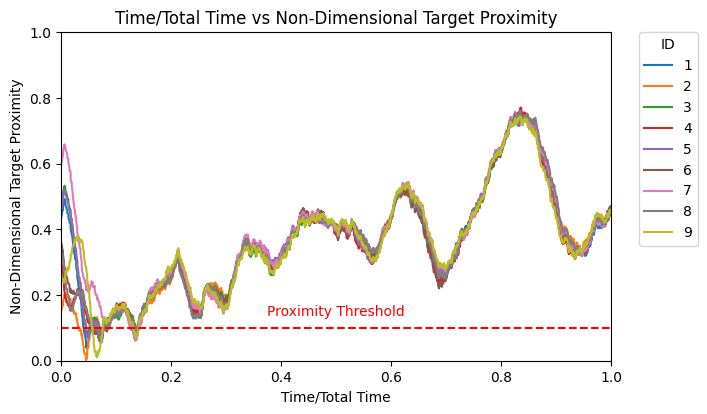 Time/Total Time vs Non-Dimensional Target Proximity
Non-Dimensional Target Proximity
1.0
0.8
0.6
0.4
0.2
0.0
Proximity Threshold
0.0 0.2 0.4 0.6 0.8 1.0
Time/Total Time
ID
1
2
3
4
5
6
7
8
9